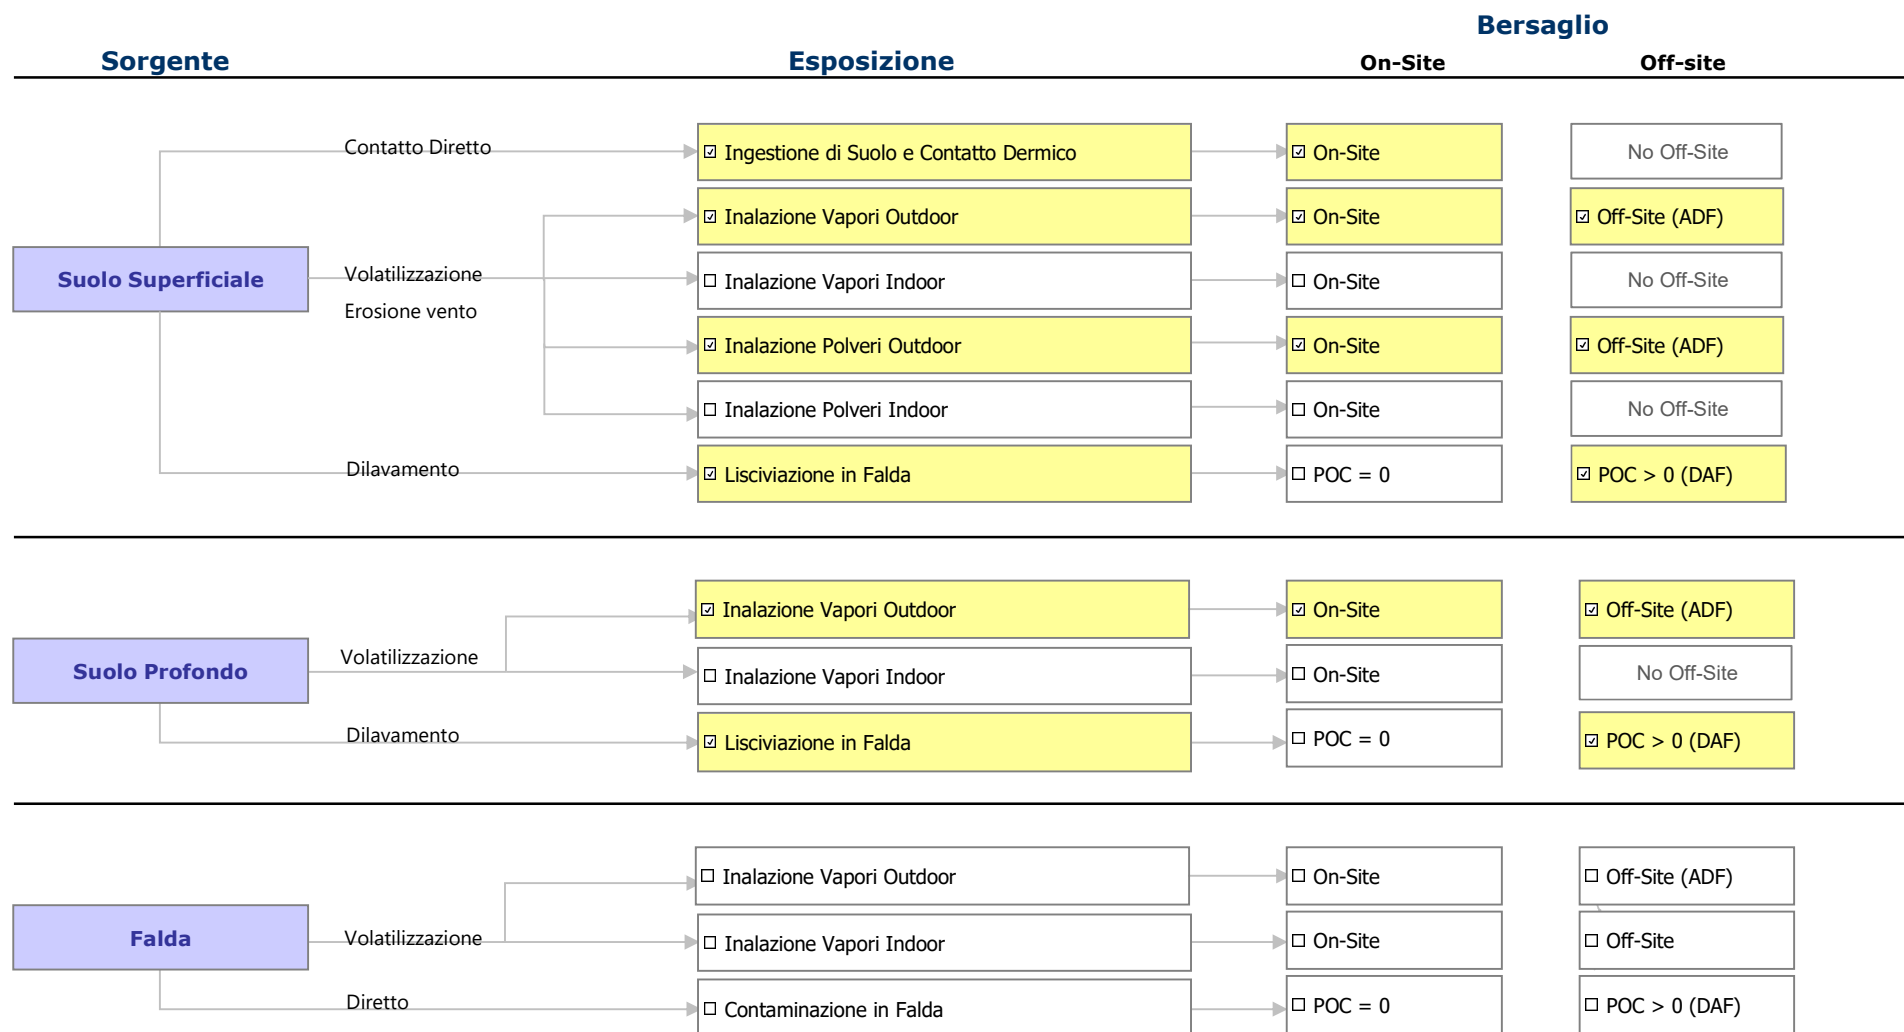 Bersaglio
Sorgente Esposizione On-Site Off-site
Contatto Diretto ☑ Ingestione di Suolo e Contatto Dermico ☑ On-Site No Off-Site
☑ Inalazione Vapori Outdoor ☑ On-Site ☑ Off-Site (ADF)
Suolo Superficiale Volatilizzazione ☐ Inalazione Vapori Indoor ☐ On-Site No Off-Site
Erosione vento
☑ Inalazione Polveri Outdoor ☑ On-Site ☑ Off-Site (ADF)
☐ Inalazione Polveri Indoor ☐ On-Site No Off-Site
Dilavamento ☑ Lisciviazione in Falda ☐ POC = 0 ☑ POC > 0 (DAF)
☑ Inalazione Vapori Outdoor ☑ On-Site ☑ Off-Site (ADF)
Suolo Profondo Volatilizzazione ☐ Inalazione Vapori Indoor ☐ On-Site No Off-Site
Dilavamento ☑ Lisciviazione in Falda ☐ POC = 0 ☑ POC > 0 (DAF)
☐ Inalazione Vapori Outdoor ☐ On-Site ☐ Off-Site (ADF)
Falda Volatilizzazione ☐ Inalazione Vapori Indoor ☐ On-Site ☐ Off-Site
Diretto ☐ Contaminazione in Falda ☐ POC = 0 ☐ POC > 0 (DAF)